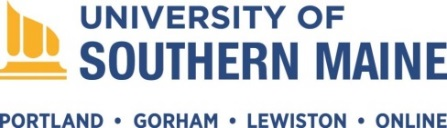 UNIVERSITY OF
SOUTHERN MAINE
PORTLAND • GORHAM • LEWISTON • ONLINE